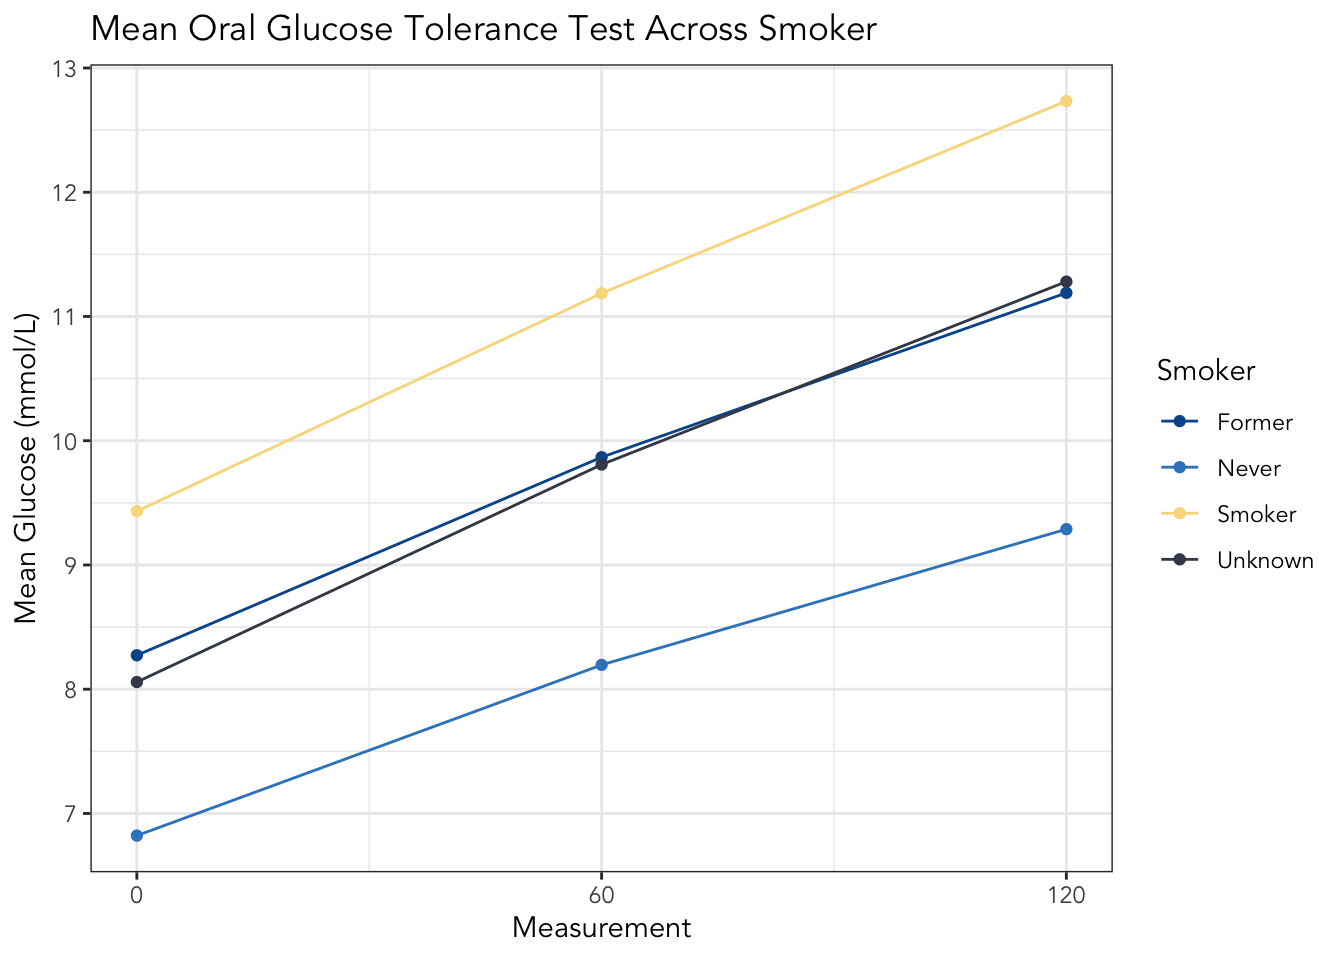 Mean Oral Glucose Tolerance Test Across Smoker
Mean Glucose (mmol/L)
13
12
11
10
9
8
7
0
60
120
Measurement
Smoker
Former
Never
Smoker
Unknown